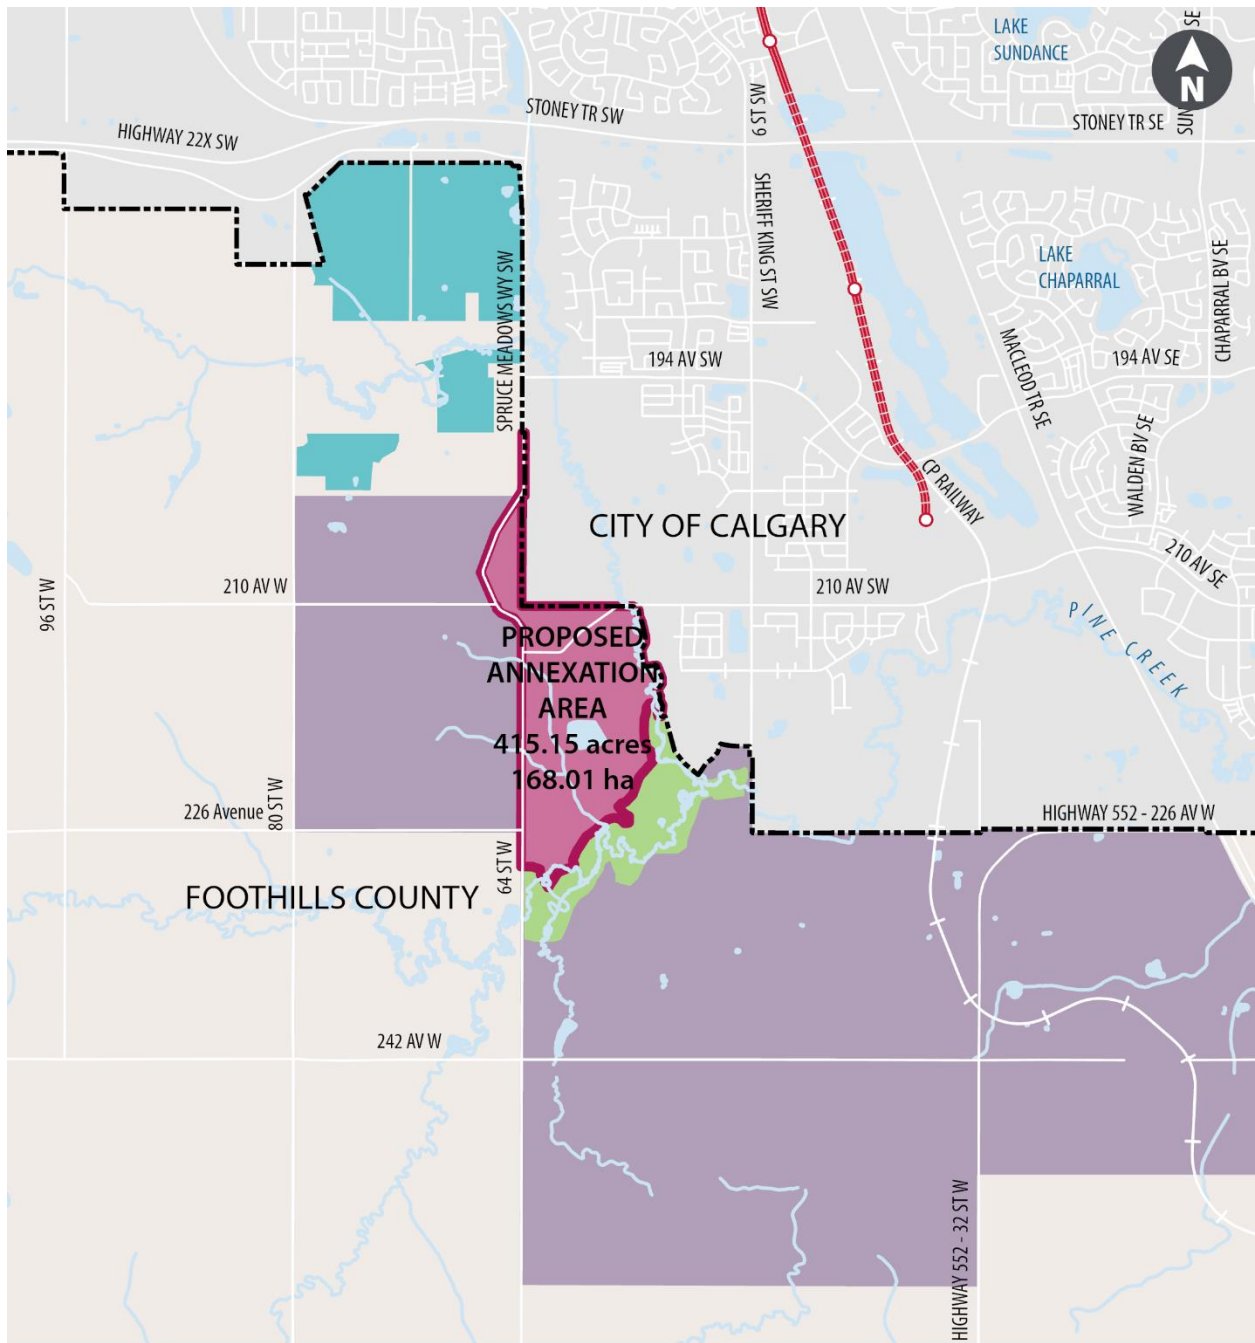 LAKE
SUNDANCE
N
SUN
SE
STONEY TR SW
STONEY TR SE
HIGHWAY 22X SW
6 ST SW
SHERIFF KING ST SW
LAKE
CHAPARRAL
CHAPARRAL BV SE
SPRUCE MEADOWS WY SW
194 AV SW
MACLEOD TR SE
194 AV SE
WALDEN BV SE
CP RAILWAY
CITY OF CALGARY
210 AV SE
96 ST W
210 AV W
210 AV SW
PINE CREEK
PROPOSED
ANNEXATION
AREA
415.15 acres
168.01 ha
80 ST W
226 Avenue
HIGHWAY 552 - 226 AV W
64 ST W
FOOTHILLS COUNTY
242 AV W
HIGHWAY 552 - 32 ST W